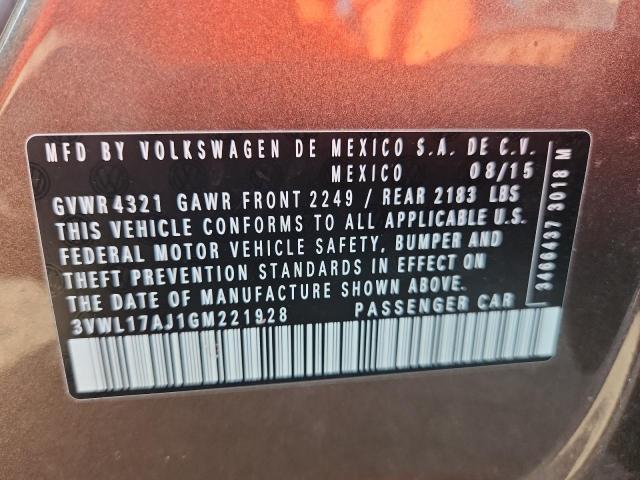 MFD BY VOLKSWAGEN DE MEXICO S.A. DE C.V.
MEXICO 08/15
GVWR 4321 GAWR FRONT 2249 / REAR 2183 LBS
THIS VEHICLE CONFORMS TO ALL APPLICABLE U.S.
FEDERAL MOTOR VEHICLE SAFETY, BUMPER AND
THEFT PREVENTION STANDARDS IN EFFECT ON
THE DATE OF MANUFACTURE SHOWN ABOVE.
3VWL17AJ1GM221928 PASSENGER CAR
3466437 3018 M